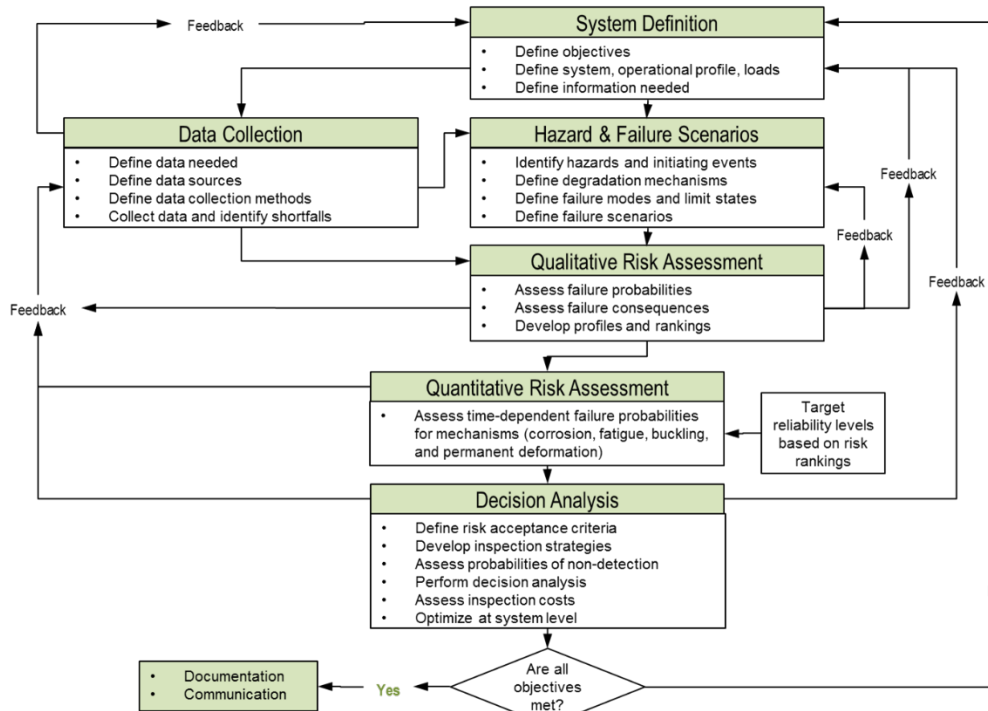 Feedback
System Definition
• Define objectives
• Define system, operational profile, loads
• Define information needed
Data Collection
• Define data needed
• Define data sources
• Define data collection methods
• Collect data and identify shortfalls
Hazard & Failure Scenarios
• Identify hazards and initiating events
• Define degradation mechanisms
• Define failure modes and limit states
• Define failure scenarios
Feedback
Feedback
Feedback
Qualitative Risk Assessment
• Assess failure probabilities
• Assess failure consequences
• Develop profiles and rankings
Feedback
Quantitative Risk Assessment
• Assess time-dependent failure probabilities
for mechanisms (corrosion, fatigue, buckling,
and permanent deformation)
Target
reliability levels
based on risk
rankings
Decision Analysis
• Define risk acceptance criteria
• Develop inspection strategies
• Assess probabilities of non-detection
• Perform decision analysis
• Assess inspection costs
• Optimize at system level
• Documentation
• Communication
Yes
Are all
objectives
met?